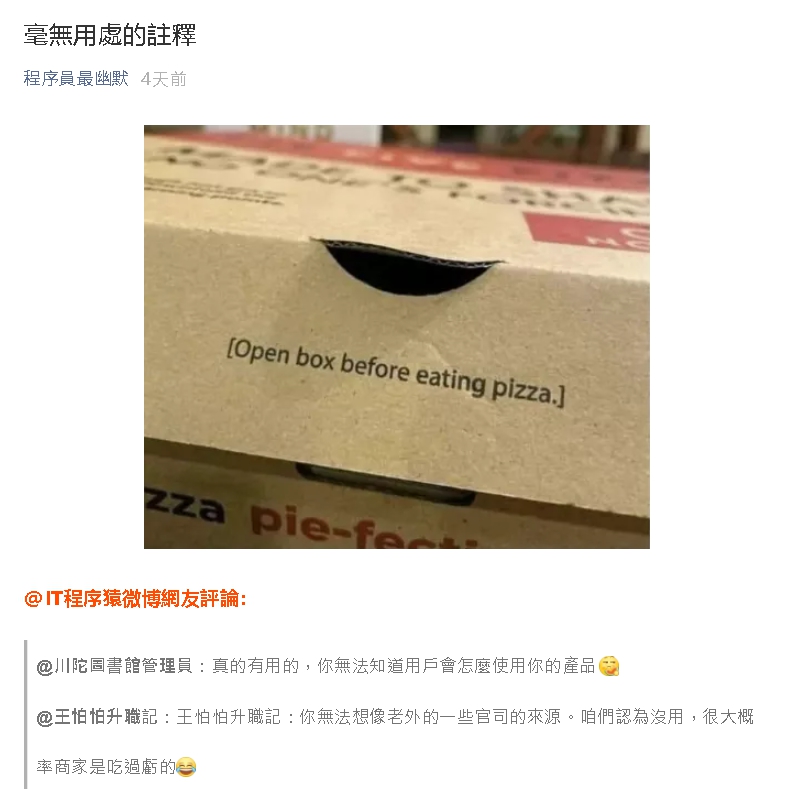 毫無用處的註釋
程序員最幽默 4天前
MADE TO
NO ONE'S
[Open box before eating pizza.]
zza pie-fecti
@IT程序猿微博網友評論:
@川陀圖書館管理員：真的有用的，你無法知道用戶會怎麼使用你的產品
@王怕怕升職記：王怕怕升職記：你無法想像老外的一些官司的來源。咱們認為沒用，很大概
率商家是吃過虧的